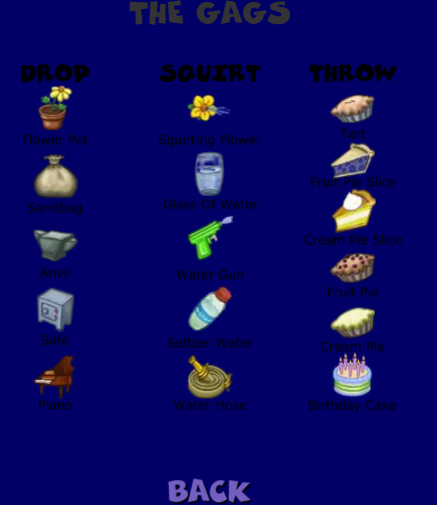 THE GAGS
DROP SQUIRT THROW
Flower Pot Squirting Flower Tart
Fruit Pie Slice
Sandbag Glass Of Water
Cream Pie Slice
Anvil Water Gun
Fruit Pie
Safe Seltzer Water Cream Pie
Piano Water Hose Birthday Cake
BACK